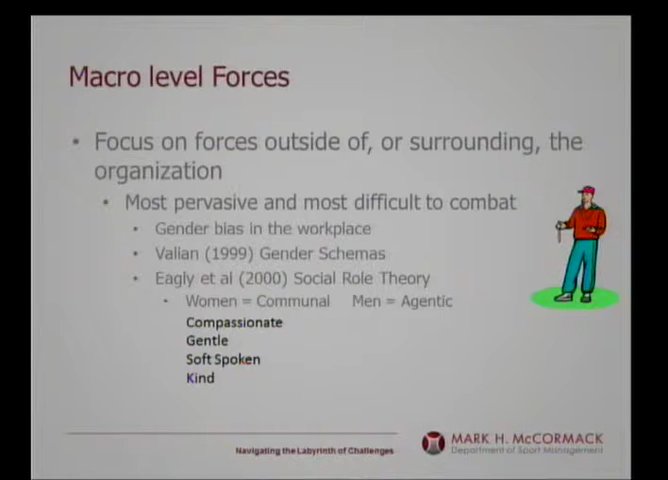 Macro level Forces
• Focus on forces outside of, or surrounding, the
organization
• Most pervasive and most difficult to combat
• Gender bias in the workplace
• Valian (1999) Gender Schemas
• Eagly et al (2000) Social Role Theory
• Women = Communal Men = Agentic
Compassionate
Gentle
Soft Spoken
Kind
Navigating the Labyrinth of Challenges
MARK H. McCORMACK
Department of Sport Management